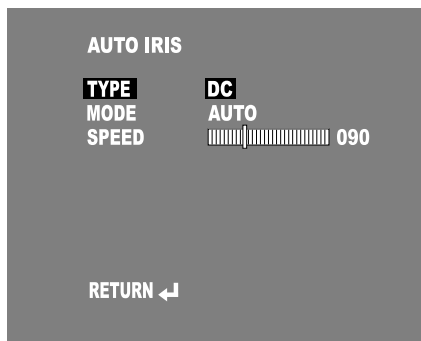 AUTO IRIS
TYPE DC
MODE AUTO
SPEED 090
RETURN